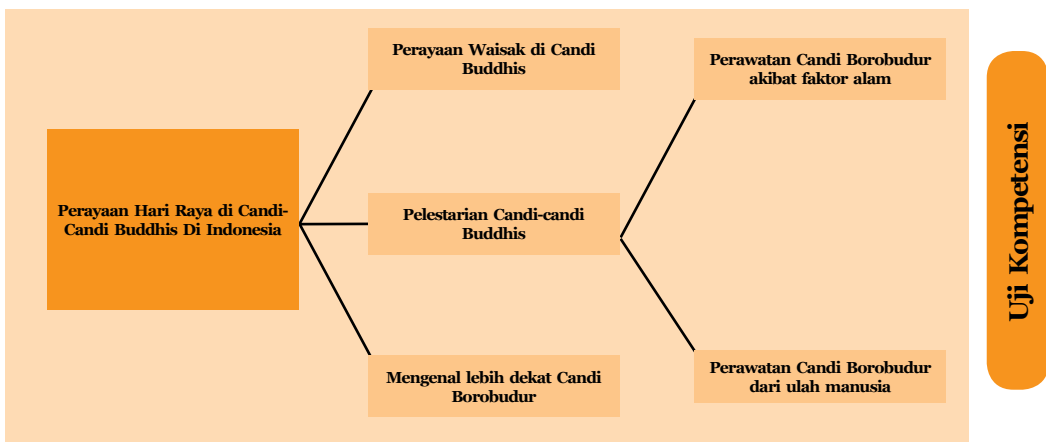 Perayaan Hari Raya di Candi-
Candi Buddhis Di Indonesia
Perayaan Waisak di Candi
Buddhis
Pelestarian Candi-candi
Buddhis
Mengenal lebih dekat Candi
Borobudur
Perawatan Candi Borobudur
akibat faktor alam
Perawatan Candi Borobudur
dari ulah manusia
Uji Kompetensi